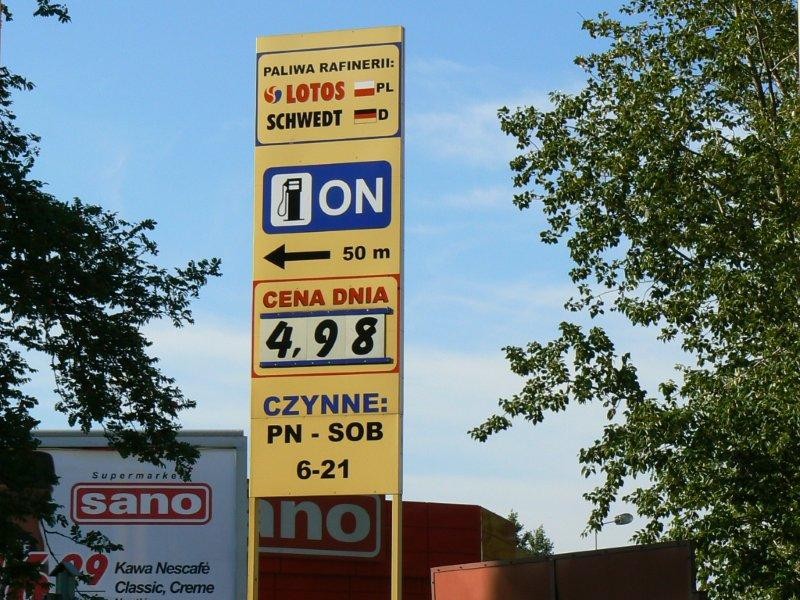 PALIWA RAFINERII:
LOTOS PL
SCHWEDT D
ON
50 m
CENA DNIA
4,98
CZYNNE:
PN - SOB
6-21
Supermarket
sano
ano
Kawa Nescafé
Classic, Creme